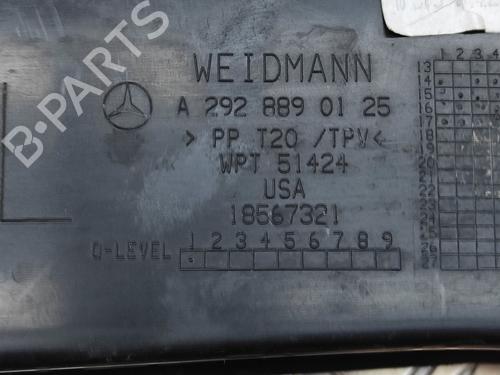 WEIDMANN
A 292 889 01 25
> PP T20 /TPV<
WPT 51424
USA
18567321
1 2 3 4 5 6 7 8 9
Q-LEVEL
1 2 3 4
13
14
15
16
17
18
19
20
21
22
23
24
25
26
27
B-PARTS